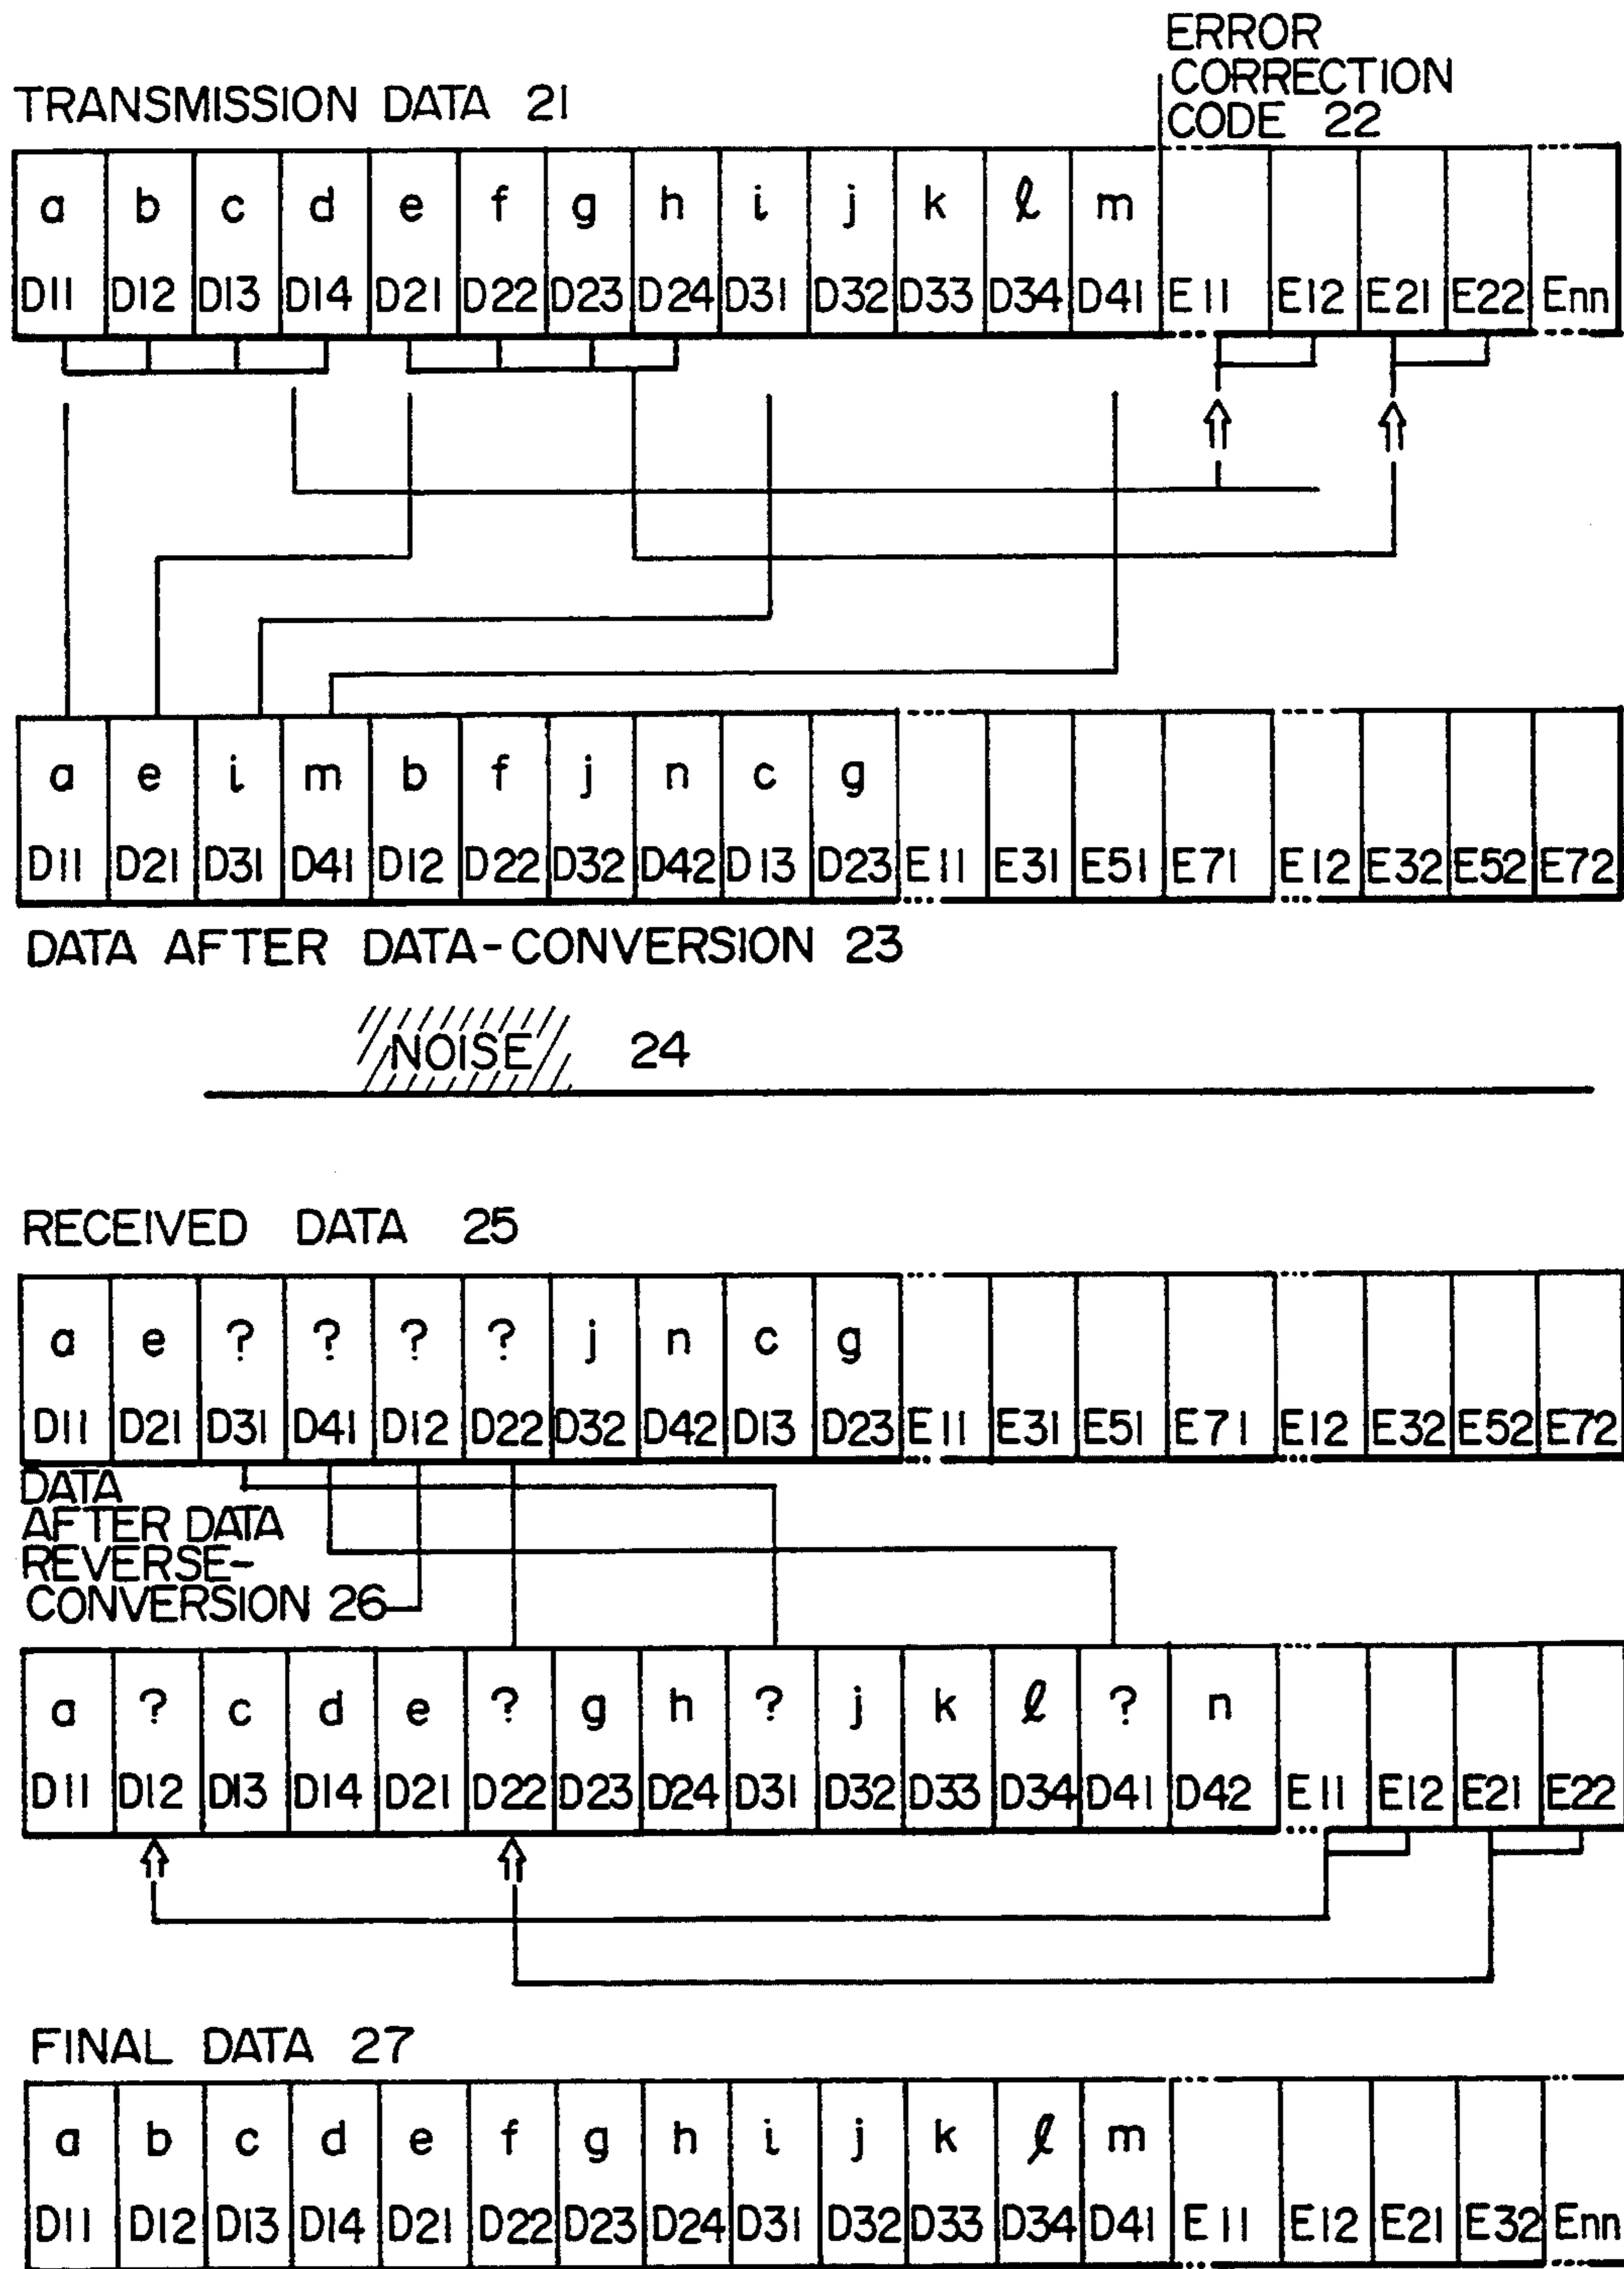 ERROR
CORRECTION
CODE 22
TRANSMISSION DATA 21
a b c d e f g h i j k ℓ m
D11 D12 D13 D14 D21 D22 D23 D24 D31 D32 D33 D34 D41 E11 E12 E21 E22 Enn
a e i m b f j n c g
D11 D21 D31 D41 D12 D22 D32 D42 D13 D23 E11 E31 E51 E71 E12 E32 E52 E72
DATA AFTER DATA-CONVERSION 23
NOISE 24
RECEIVED DATA 25
a e ? ? ? ? j n c g
D11 D21 D31 D41 D12 D22 D32 D42 D13 D23 E11 E31 E51 E71 E12 E32 E52 E72
DATA
AFTER DATA
REVERSE-
CONVERSION 26
a ? c d e ? g h ? j k ℓ ? n
D11 D12 D13 D14 D21 D22 D23 D24 D31 D32 D33 D34 D41 D42 E11 E12 E21 E22
FINAL DATA 27
a b c d e f g h i j k ℓ m
D11 D12 D13 D14 D21 D22 D23 D24 D31 D32 D33 D34 D41 E11 E12 E21 E32 Enn